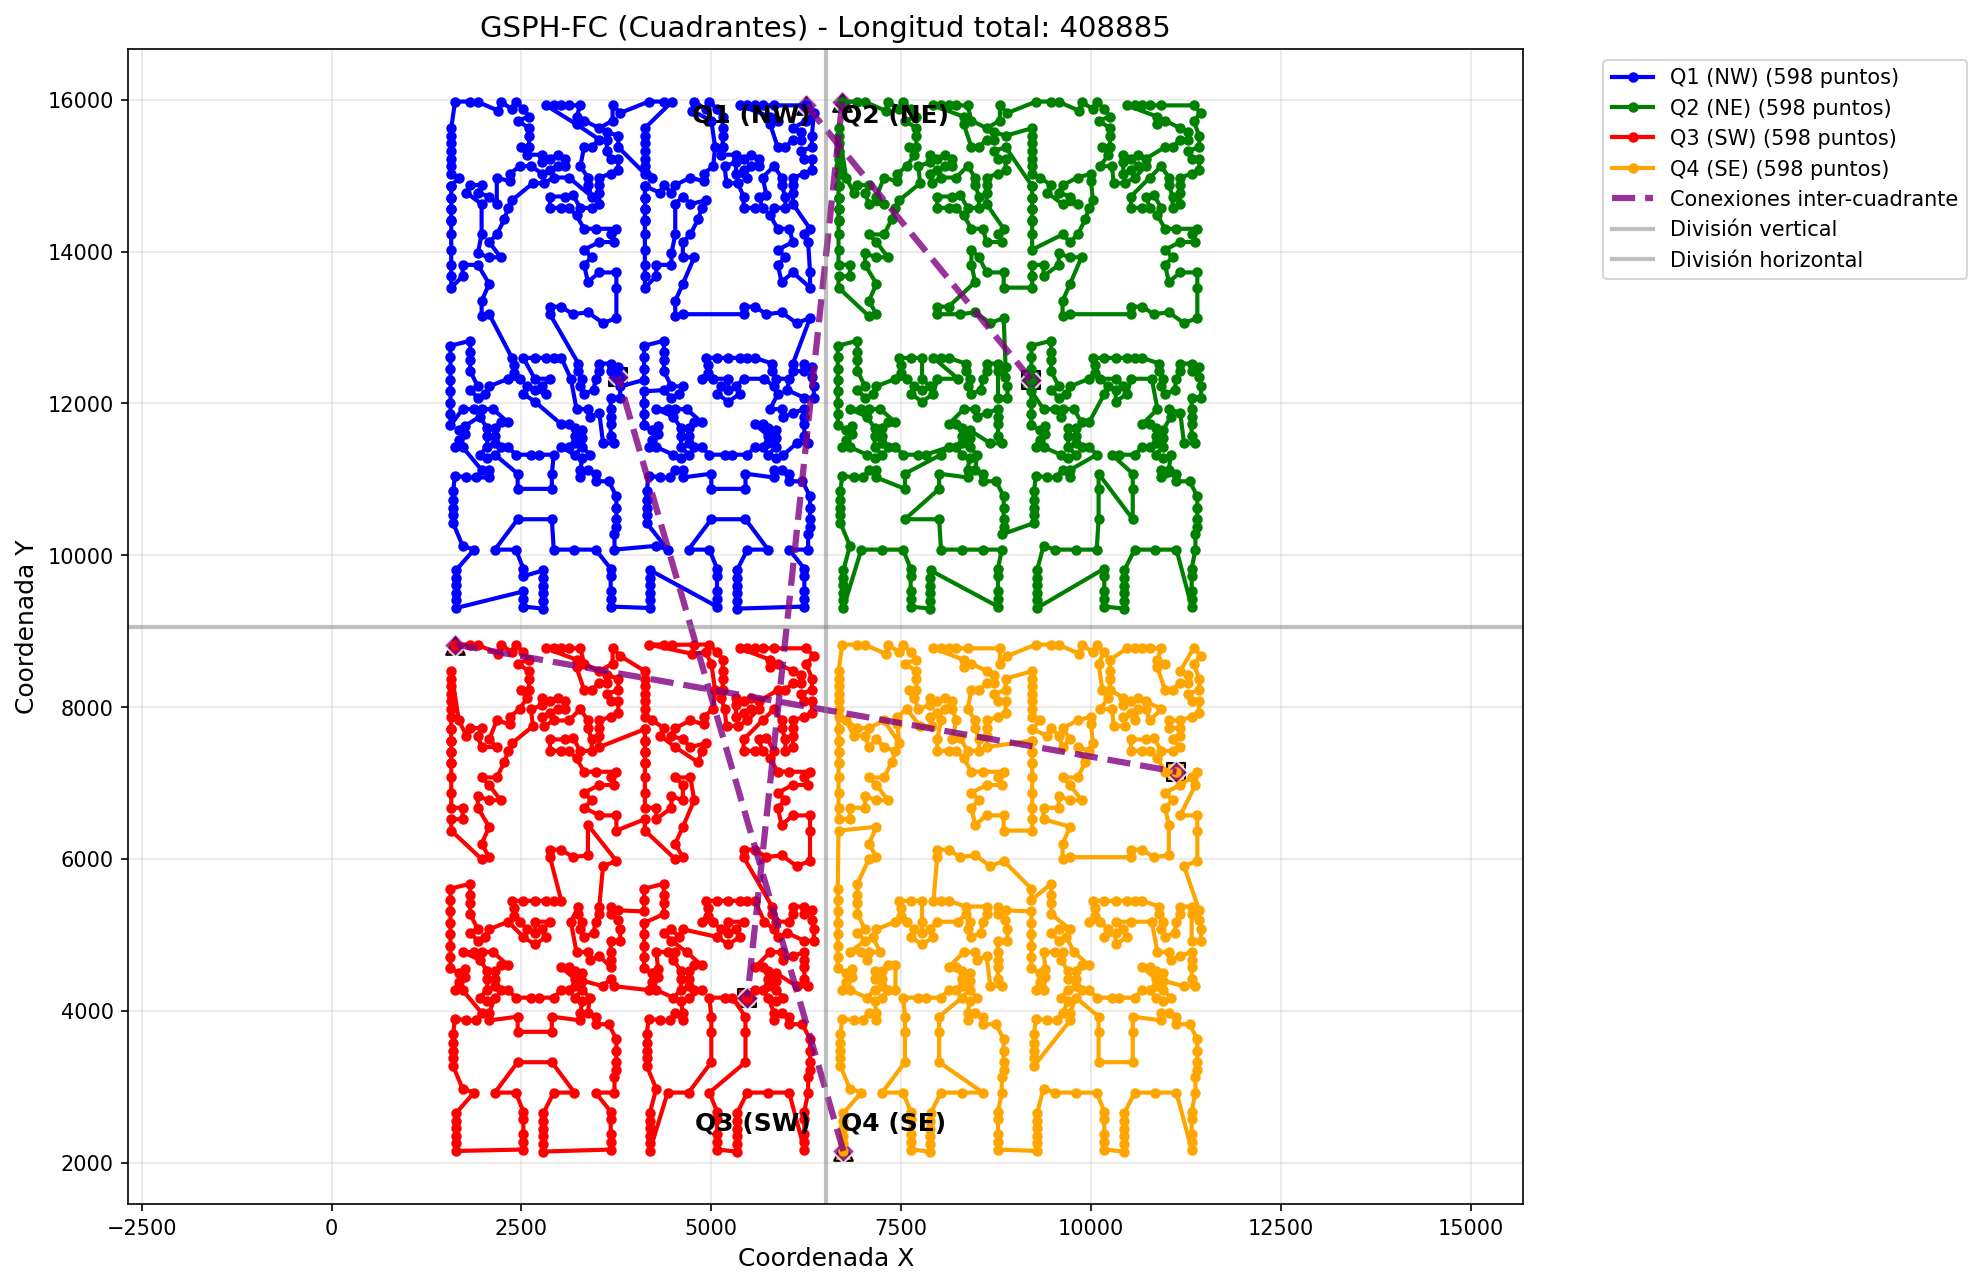 GSPH-FC (Cuadrantes) - Longitud total: 408885
Q1 (NW) (598 puntos)
Q2 (NE) (598 puntos)
Q3 (SW) (598 puntos)
Q4 (SE) (598 puntos)
Conexiones inter-cuadrante
División vertical
División horizontal
Q1 (NW)
Q2 (NE)
Q3 (SW)
Q4 (SE)
Coordenada Y
16000
14000
12000
10000
8000
6000
4000
2000
−2500
0
2500
5000
7500
10000
12500
15000
Coordenada X